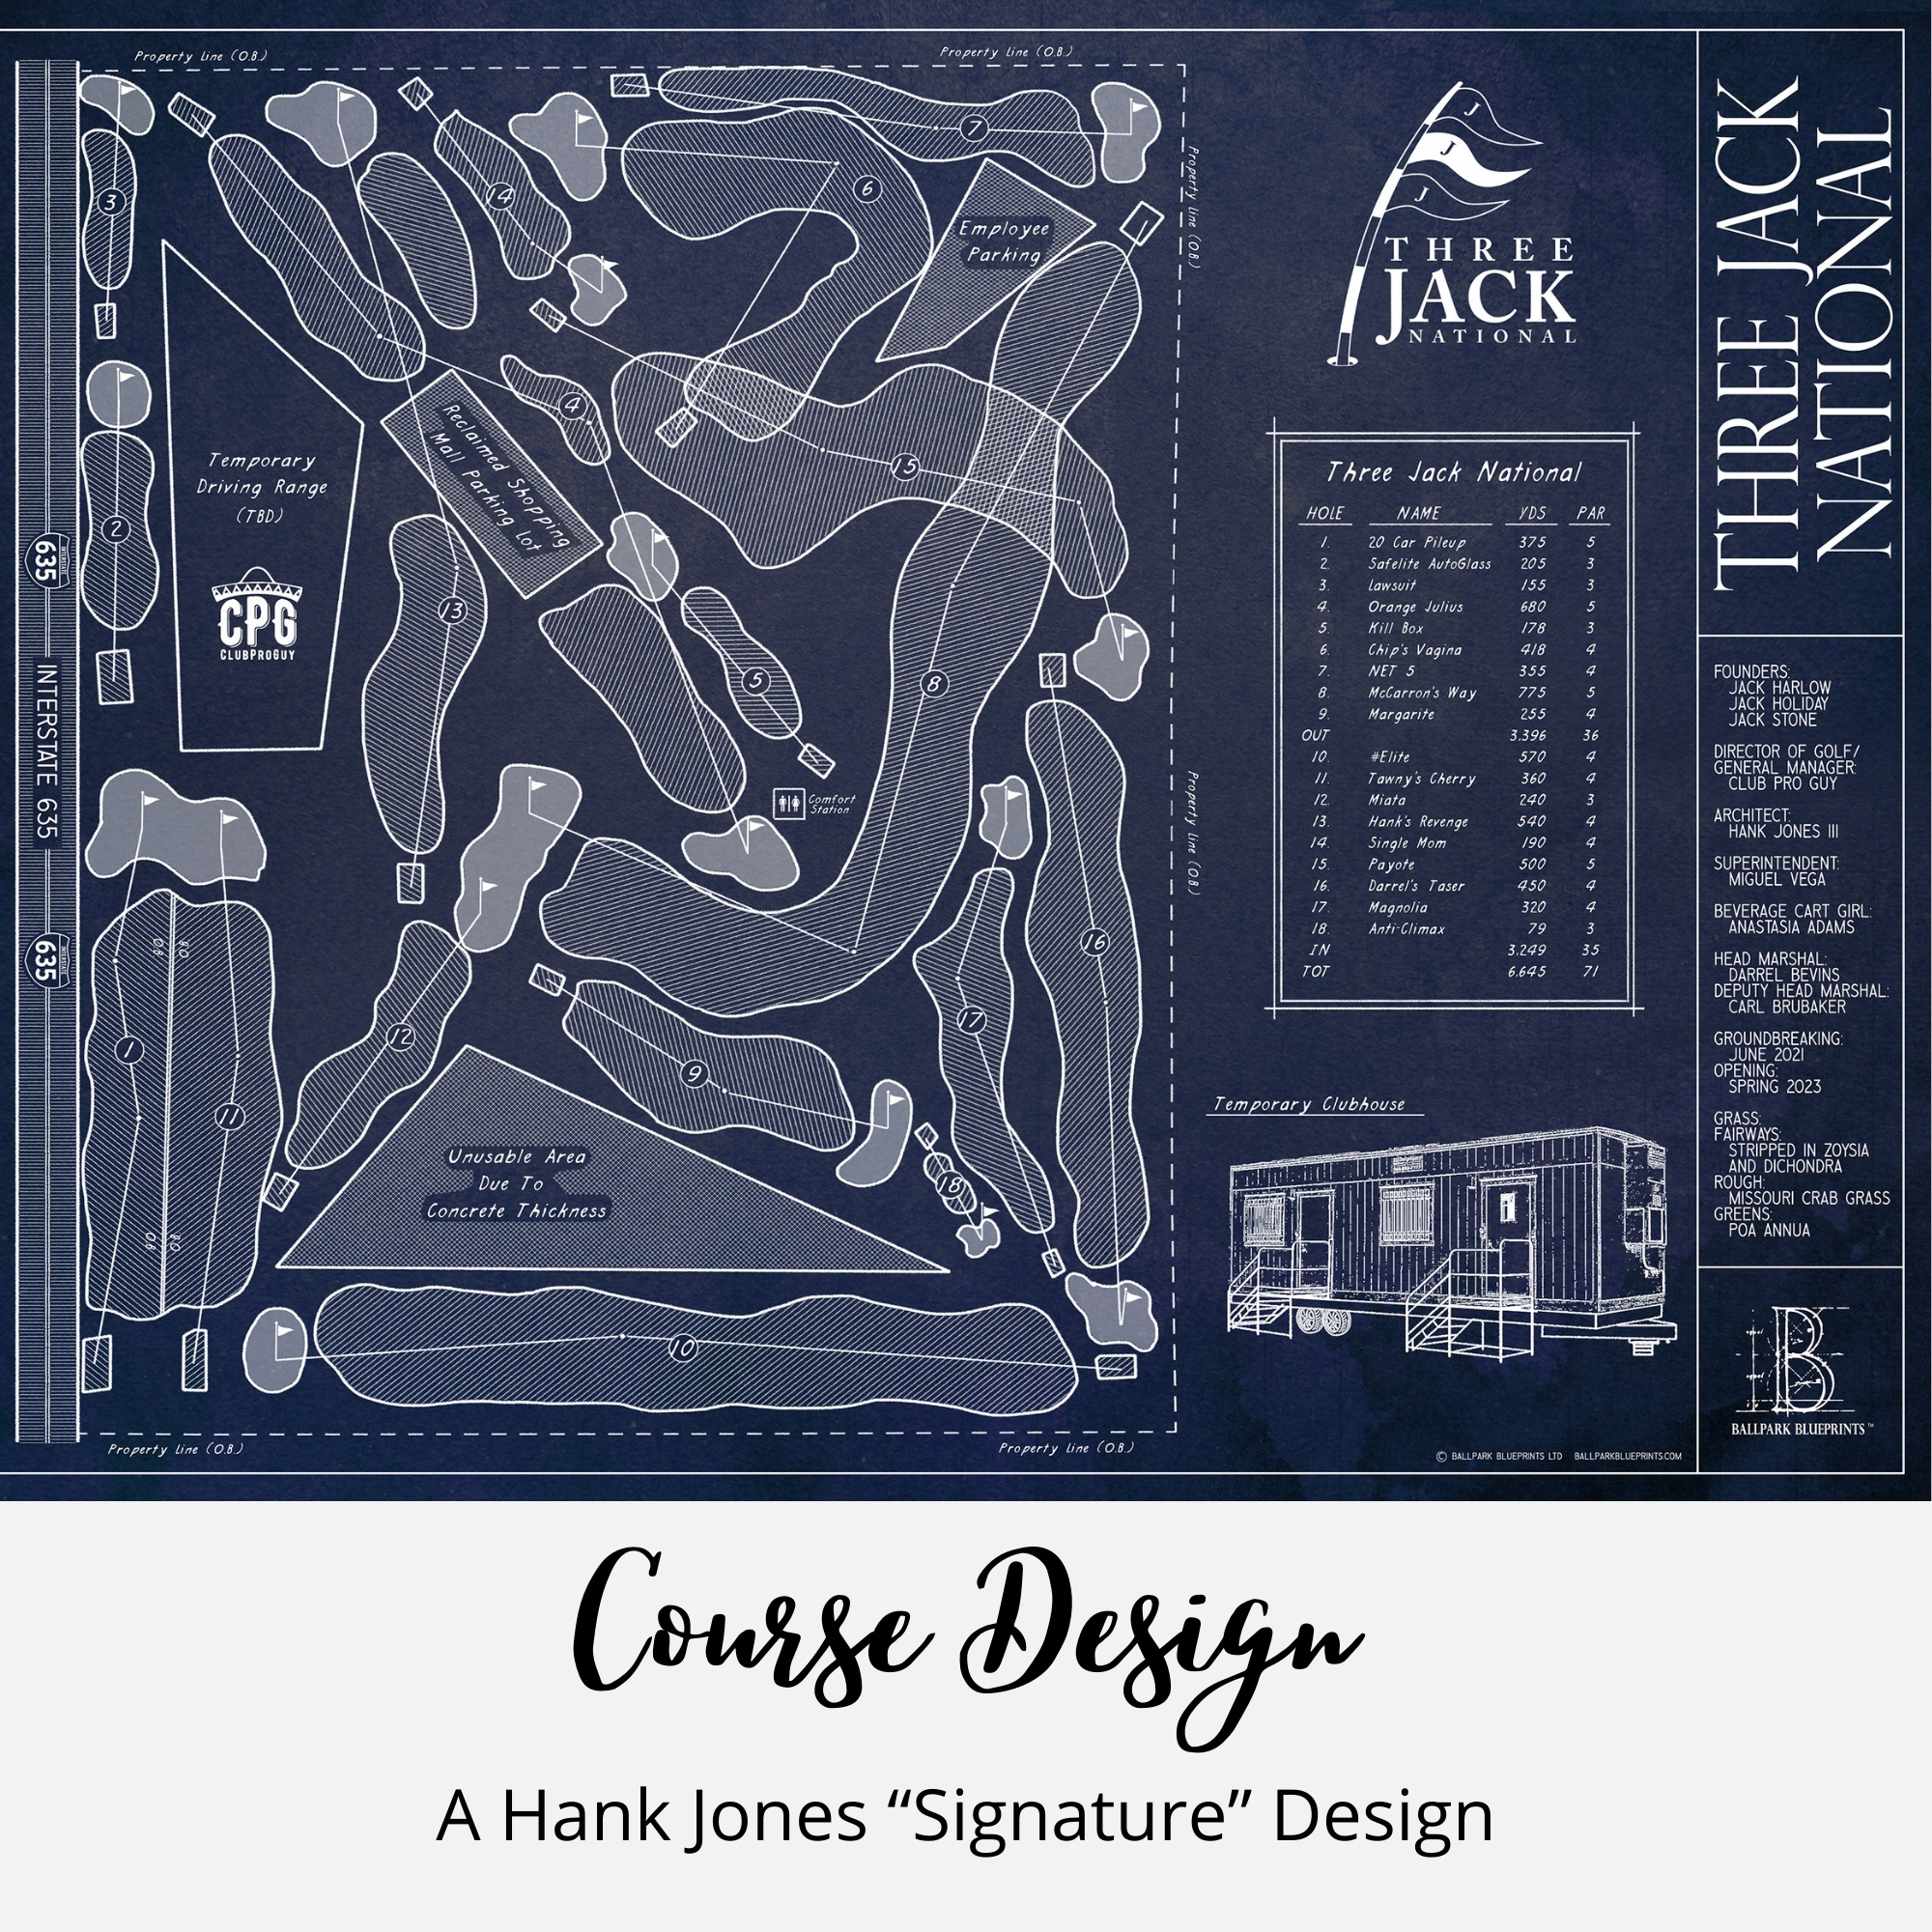 Property Line (O.B.)
Property Line (O.B.)
3
14
7
6
Employee
Parking
Property Line (O.B.)
4
Reclaimed Shopping
Mall Parking Lot
15
Temporary
Driving Range
(TBD)
CPG
CLUBPROGUY
2
13
5
8
635
INTERSTATE 635
635
Comfort
Station
Property Line (O.B.)
O.B.
O.B.
1
11
O.B.
O.B.
12
9
17
16
18
Unusable Area
Due To
Concrete Thickness
10
Property Line (O.B.)
Property Line (O.B.)
J
J
J
THREE
JACK
NATIONAL
Three Jack National
HOLE NAME YDS PAR
1. 20 Car Pileup 375 5
2. Safelite AutoGlass 205 3
3. Lawsuit 155 3
4. Orange Julius 680 5
5. Kill Box 178 3
6. Chip's Vagina 418 4
7. NET 5 355 4
8. McCarron's Way 775 5
9. Margarite 255 4
OUT 3.396 36
10. #Elite 570 4
11. Tawny's Cherry 360 4
12. Miata 240 3
13. Hank's Revenge 540 4
14. Single Mom 190 4
15. Payote 500 5
16. Darrel's Taser 450 4
17. Magnolia 320 4
18. Anti-Climax 79 3
IN 3.249 35
TOT 6.645 71
Temporary Clubhouse
© BALLPARK BLUEPRINTS LTD BALLPARKBLUEPRINTS.COM
THREE JACK
NATIONAL
FOUNDERS:
JACK HARLOW
JACK HOLIDAY
JACK STONE
DIRECTOR OF GOLF/
GENERAL MANAGER:
CLUB PRO GUY
ARCHITECT:
HANK JONES III
SUPERINTENDENT:
MIGUEL VEGA
BEVERAGE CART GIRL:
ANASTASIA ADAMS
HEAD MARSHAL:
DARREL BEVINS
DEPUTY HEAD MARSHAL:
CARL BRUBAKER
GROUNDBREAKING:
JUNE 2021
OPENING:
SPRING 2023
GRASS:
FAIRWAYS:
STRIPPED IN ZOYSIA
AND DICHONDRA
ROUGH:
MISSOURI CRAB GRASS
GREENS:
POA ANNUA
B
BALLPARK BLUEPRINTS™
Course Design
A Hank Jones “Signature” Design